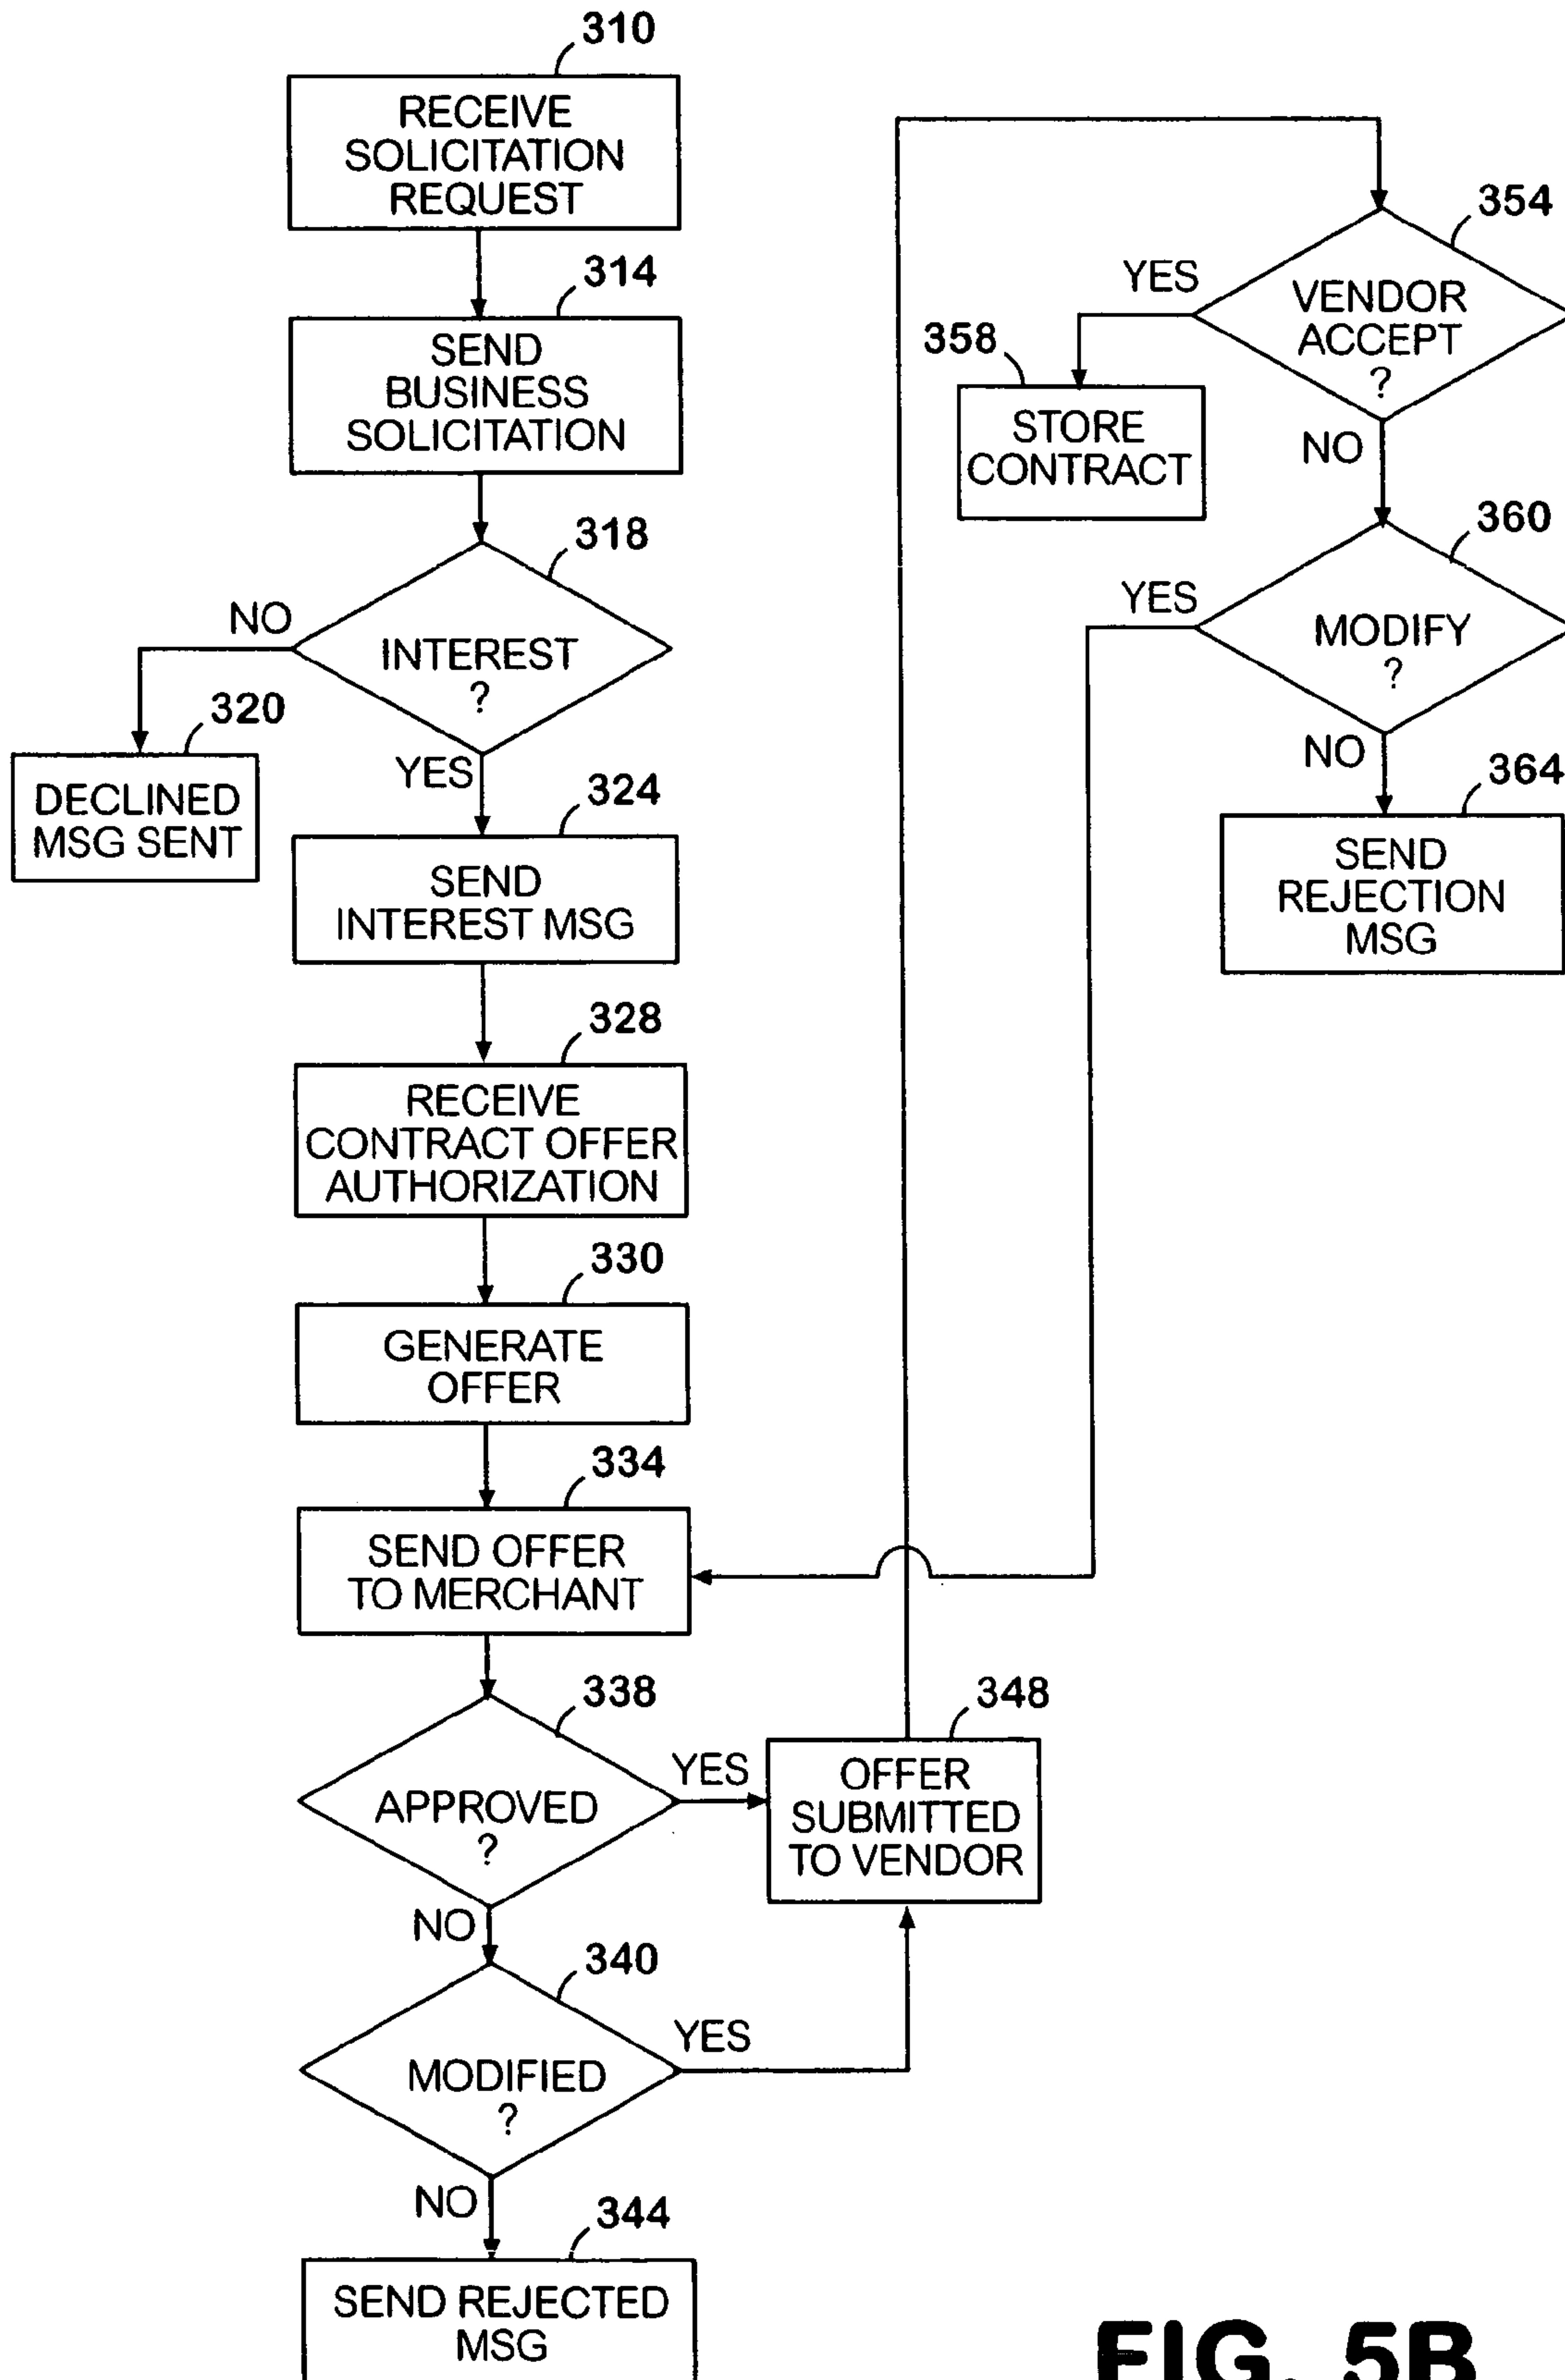 310
RECEIVE
SOLICITATION
REQUEST
314
SEND
BUSINESS
SOLICITATION
318
NO
INTEREST
?
320
DECLINED
MSG SENT
YES
324
SEND
INTEREST MSG
328
RECEIVE
CONTRACT OFFER
AUTHORIZATION
330
GENERATE
OFFER
334
SEND OFFER
TO MERCHANT
338
APPROVED
?
YES
348
OFFER
SUBMITTED
TO VENDOR
NO
340
MODIFIED
?
YES
NO
344
SEND REJECTED
MSG
354
YES
VENDOR
ACCEPT
?
358
STORE
CONTRACT
NO
360
YES
MODIFY
?
NO
364
SEND
REJECTION
MSG
FIG. 5B